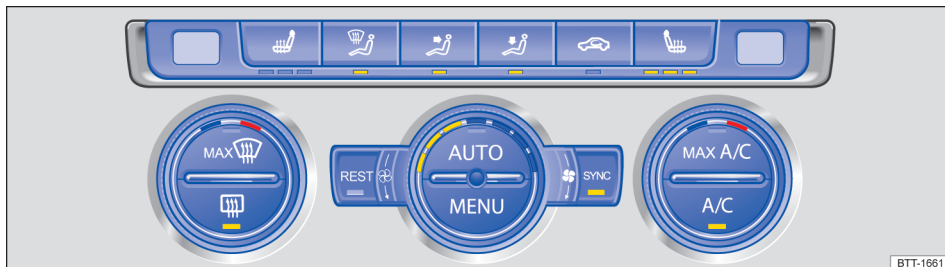 MAX
AUTO
MAX A/C
REST
SYNC
MENU
A/C
BTT-1661